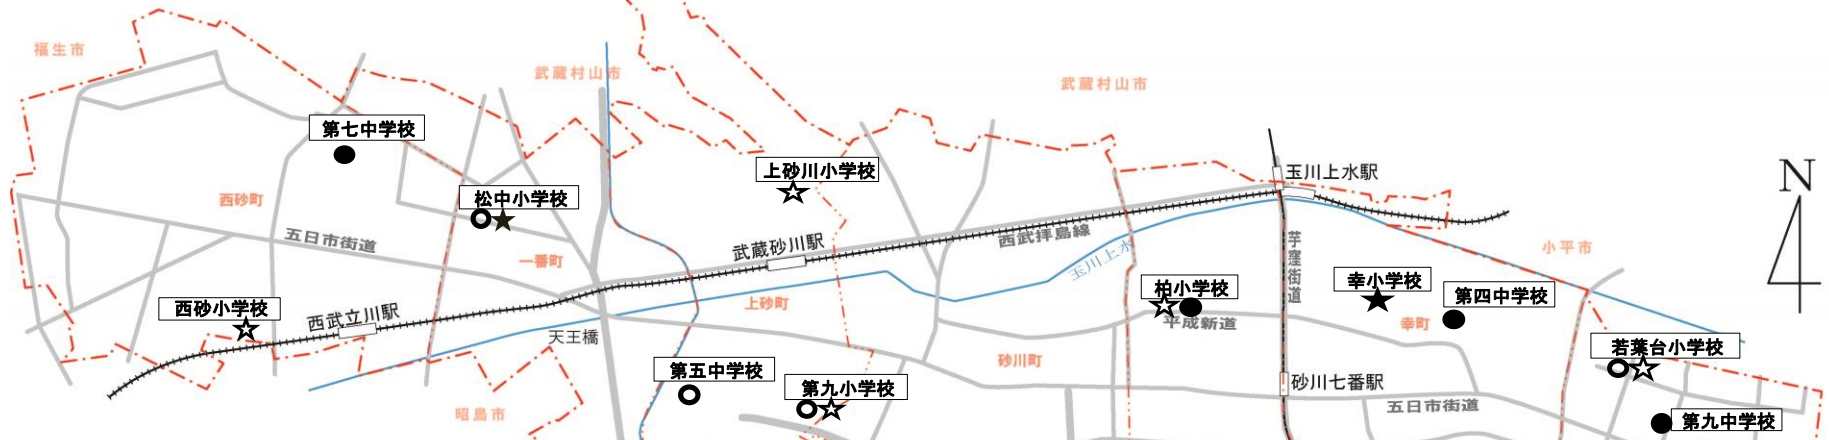 福生市
武蔵村山市
武蔵村山市
第七中学校
上砂川小学校
玉川上水駅
N
西砂町
松中小学校
五日市街道
武蔵砂川駅
西武拝島線
芋窪街道
小平市
一番町
玉川上水
西砂小学校
西武立川駅
上砂町
柏小学校
幸小学校
第四中学校
天王橋
平成新道
幸町
若葉台小学校
第五中学校
砂川町
第九小学校
砂川七番駅
昭島市
五日市街道
第九中学校